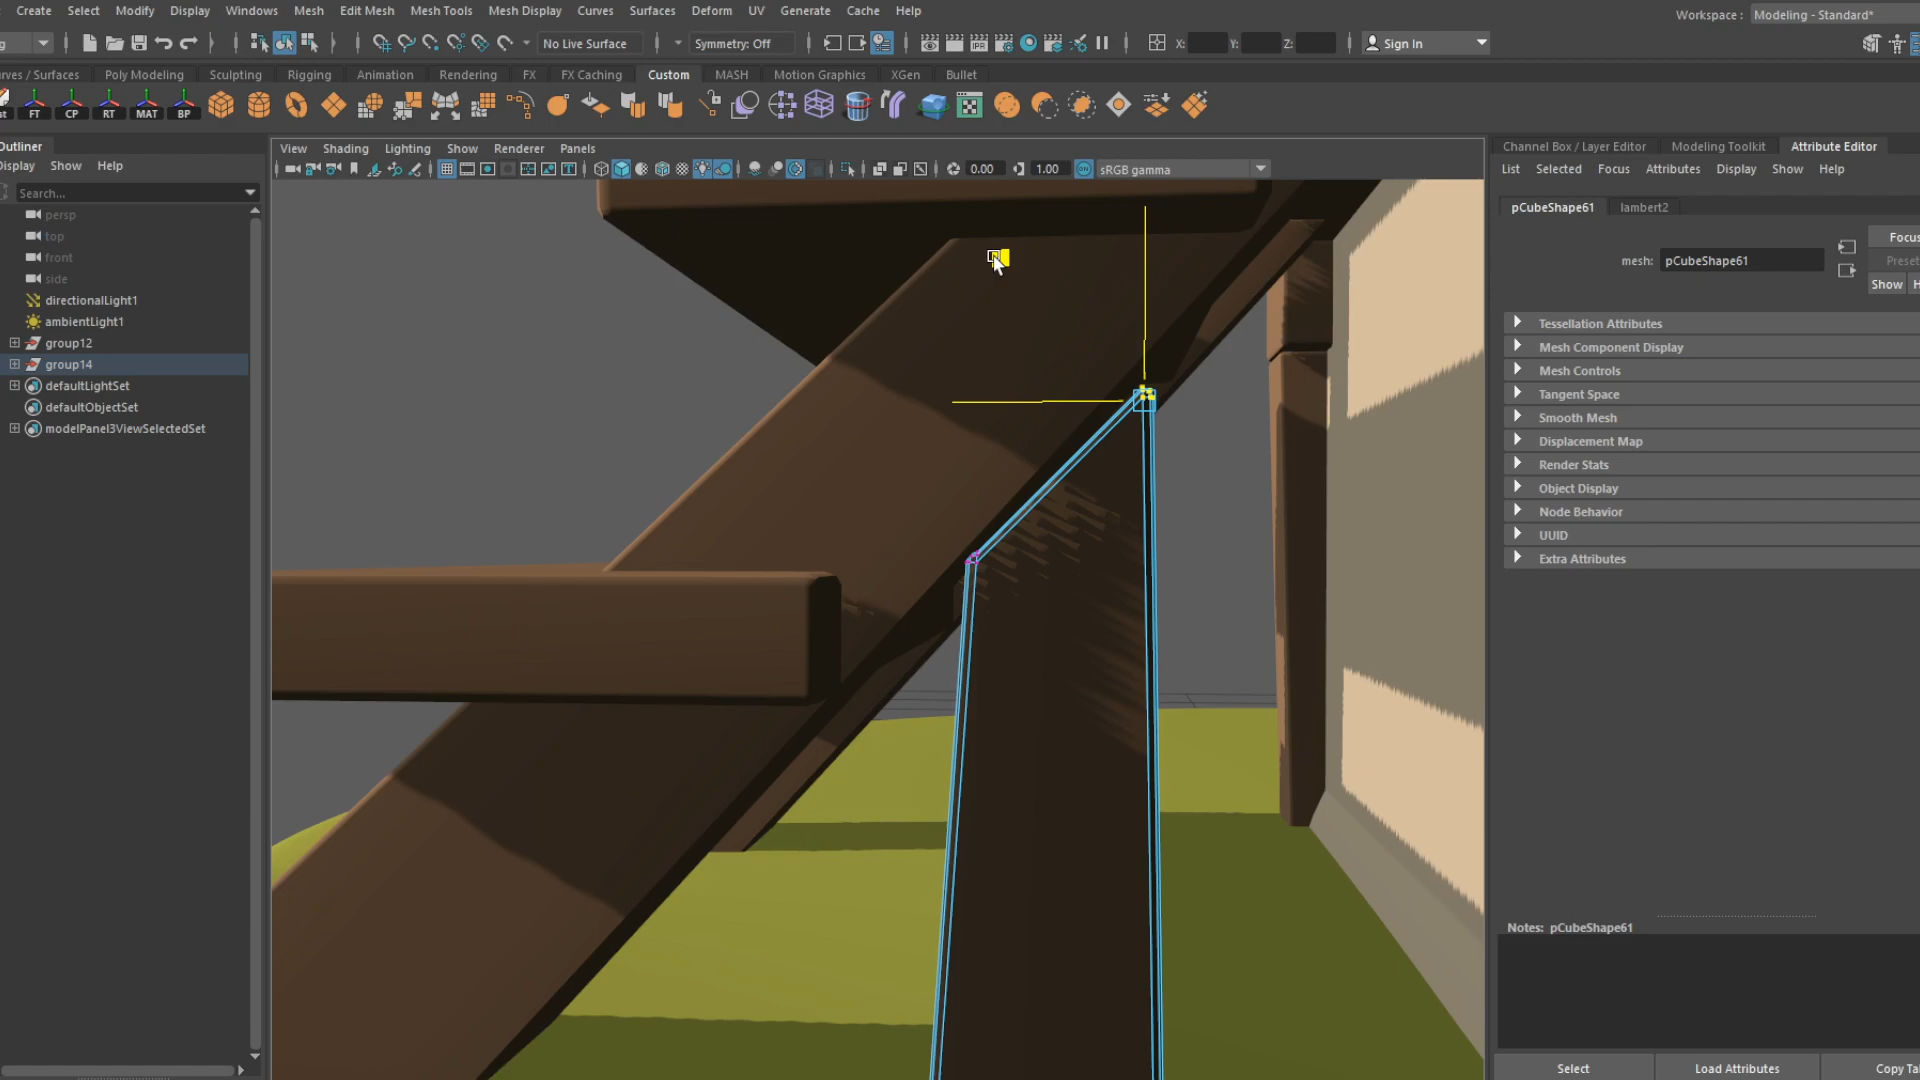 Create Select Modify Display Windows Mesh Edit Mesh Mesh Tools Mesh Display Curves Surfaces Deform UV Generate Cache Help
Workspace : Modeling - Standard*
No Live Surface Symmetry: Off X: Y: Z: Sign In
rves / Surfaces Poly Modeling Sculpting Rigging Animation Rendering FX FX Caching Custom MASH Motion Graphics XGen Bullet
st FT CP RT MAT BP
Outliner
Display Show Help
Search...
persp
top
front
side
directionalLight1
ambientLight1
group12
group14
defaultLightSet
defaultObjectSet
modelPanel3ViewSelectedSet
View Shading Lighting Show Renderer Panels
0.00 1.00 ON sRGB gamma
Channel Box / Layer Editor Modeling Toolkit Attribute Editor
List Selected Focus Attributes Display Show Help
pCubeShape61 lambert2
Focus
mesh: pCubeShape61
Preset
Show H
Tessellation Attributes
Mesh Component Display
Mesh Controls
Tangent Space
Smooth Mesh
Displacement Map
Render Stats
Object Display
Node Behavior
UUID
Extra Attributes
Notes: pCubeShape61
Select Load Attributes Copy Ta